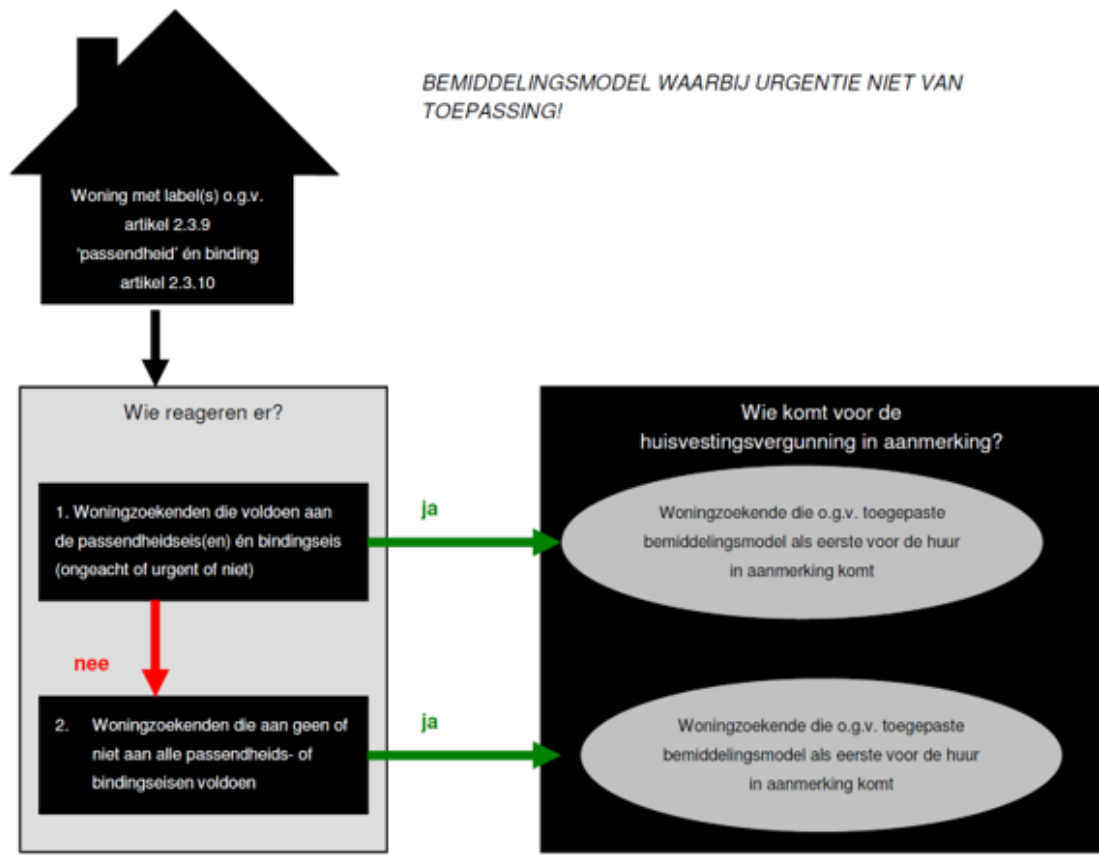 BEMIDDELINGSMODEL WAARBIJ URGENTIE NIET VAN
TOEPASSING!
Woning met label(s) o.g.v.
artikel 2.3.9
'passendheid' én binding
artikel 2.3.10
Wie reageren er?
1. Woningzoekenden die voldoen aan
de passendheidseis(en) én bindingseis
(ongeacht of urgent of niet)
ja
nee
2. Woningzoekenden die aan geen of
niet aan alle passendheids- of
bindingseisen voldoen
ja
Wie komt voor de
huisvestingsvergunning in aanmerking?
Woningzoekende die o.g.v. toegepaste
bemiddelingsmodel als eerste voor de huur
in aanmerking komt
Woningzoekende die o.g.v. toegepaste
bemiddelingsmodel als eerste voor de huur
in aanmerking komt